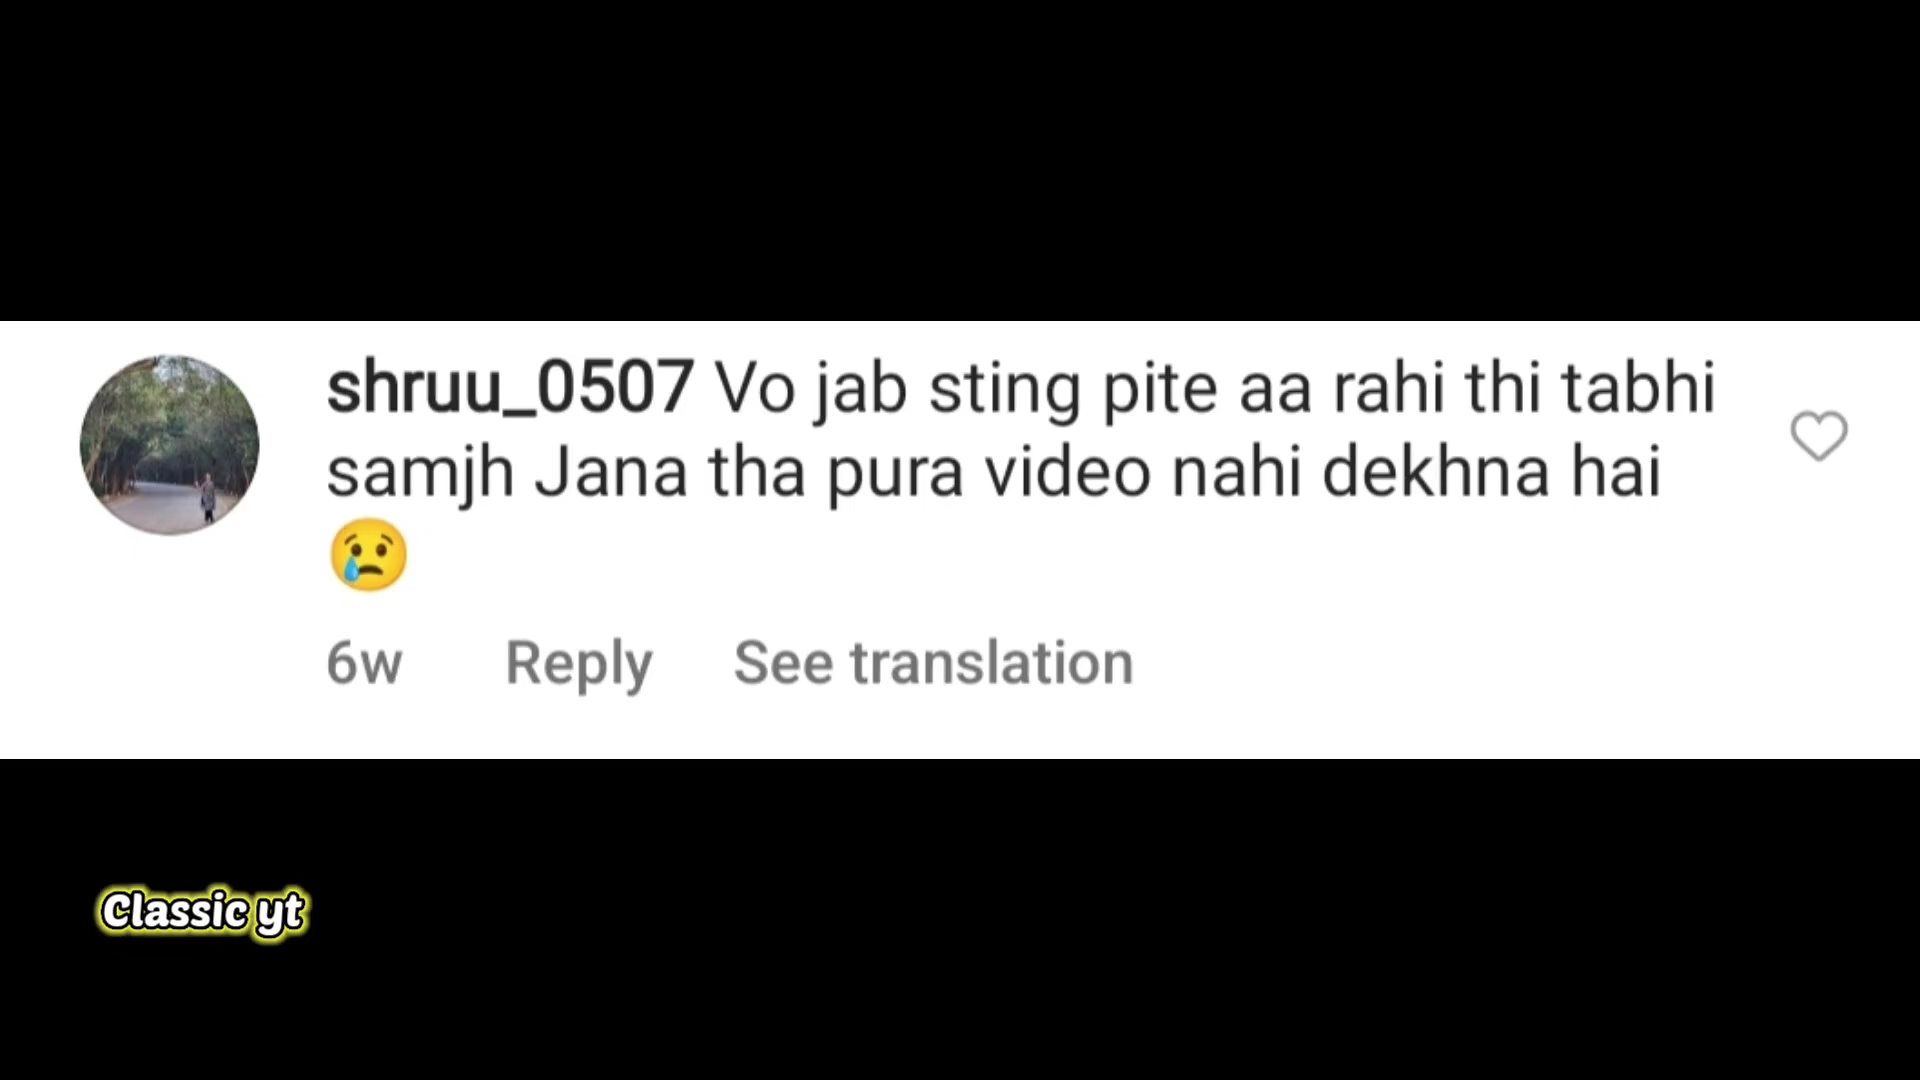 shruu_0507 Vo jab sting pite aa rahi thi tabhi
samjh Jana tha pura video nahi dekhna hai
😢
6w Reply See translation
Classic yt